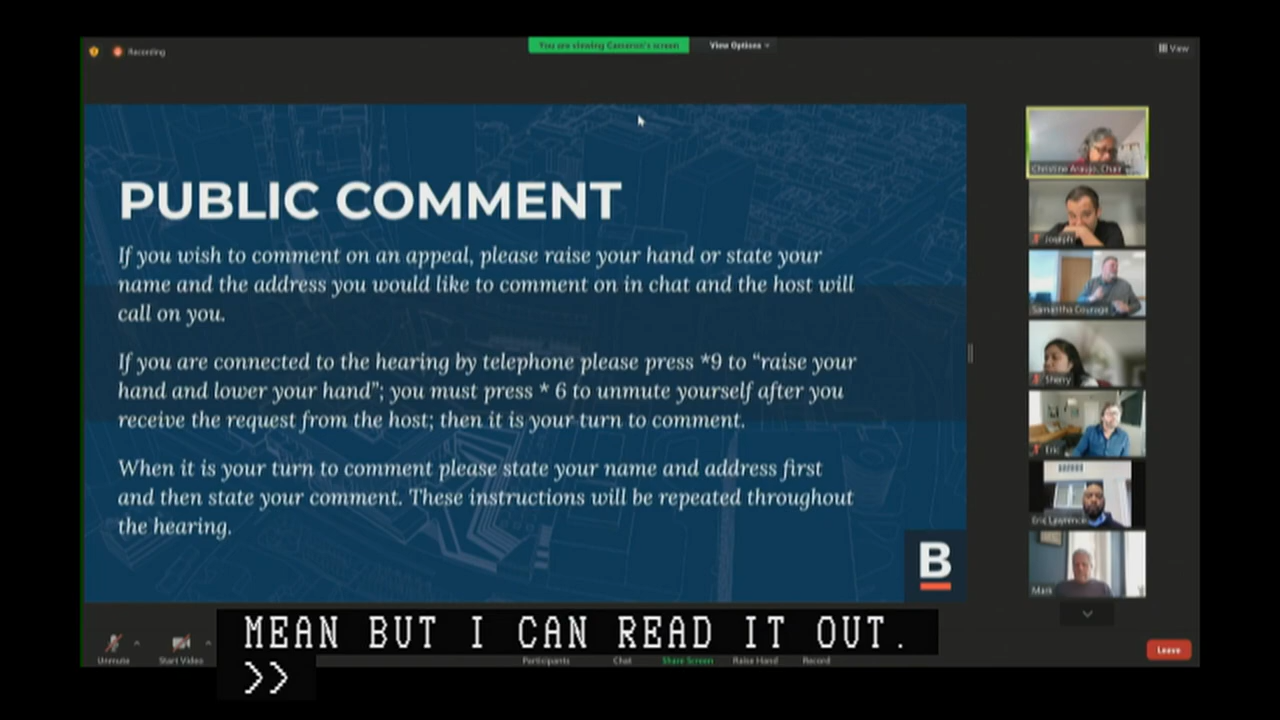 Recording
You are viewing Cameron's screen
View Options
View
PUBLIC COMMENT
If you wish to comment on an appeal, please raise your hand or state your
name and the address you would like to comment on in chat and the host will
call on you.
If you are connected to the hearing by telephone please press *9 to “raise your
hand and lower your hand”; you must press * 6 to unmute yourself after you
receive the request from the host; then it is your turn to comment.
When it is your turn to comment please state your name and address first
and then state your comment. These instructions will be repeated throughout
the hearing.
B
Christine Araujo, Chair
Joseph
Samantha Courage
Sherry
Eric
Eric Lawrence
Mark
MEAN BUT I CAN READ IT OUT.
>>
Unmute
Start Video
Participants
Chat
Share Screen
Raise Hand
Record
Leave